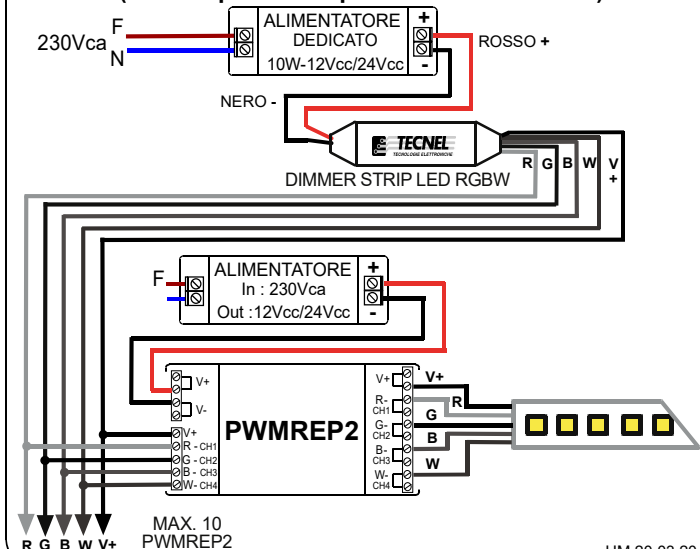 F
230Vca
N
ALIMENTATORE
DEDICATO
10W-12Vcc/24Vcc
+
-
ROSSO +
NERO -
TECNEL
TECNOLOGIE ELETTRONICHE
DIMMER STRIP LED RGBW
R G B W V+
F
ALIMENTATORE
In : 230Vca
Out :12Vcc/24Vcc
+
-
V+
V-
V+
R - CH1
G - CH2
B - CH3
W- CH4
PWMREP2
V+
R-
CH1
G-
CH2
B-
CH3
W-
CH4
V+
R
G
B
W
MAX. 10
PWMREP2
R G B W V+